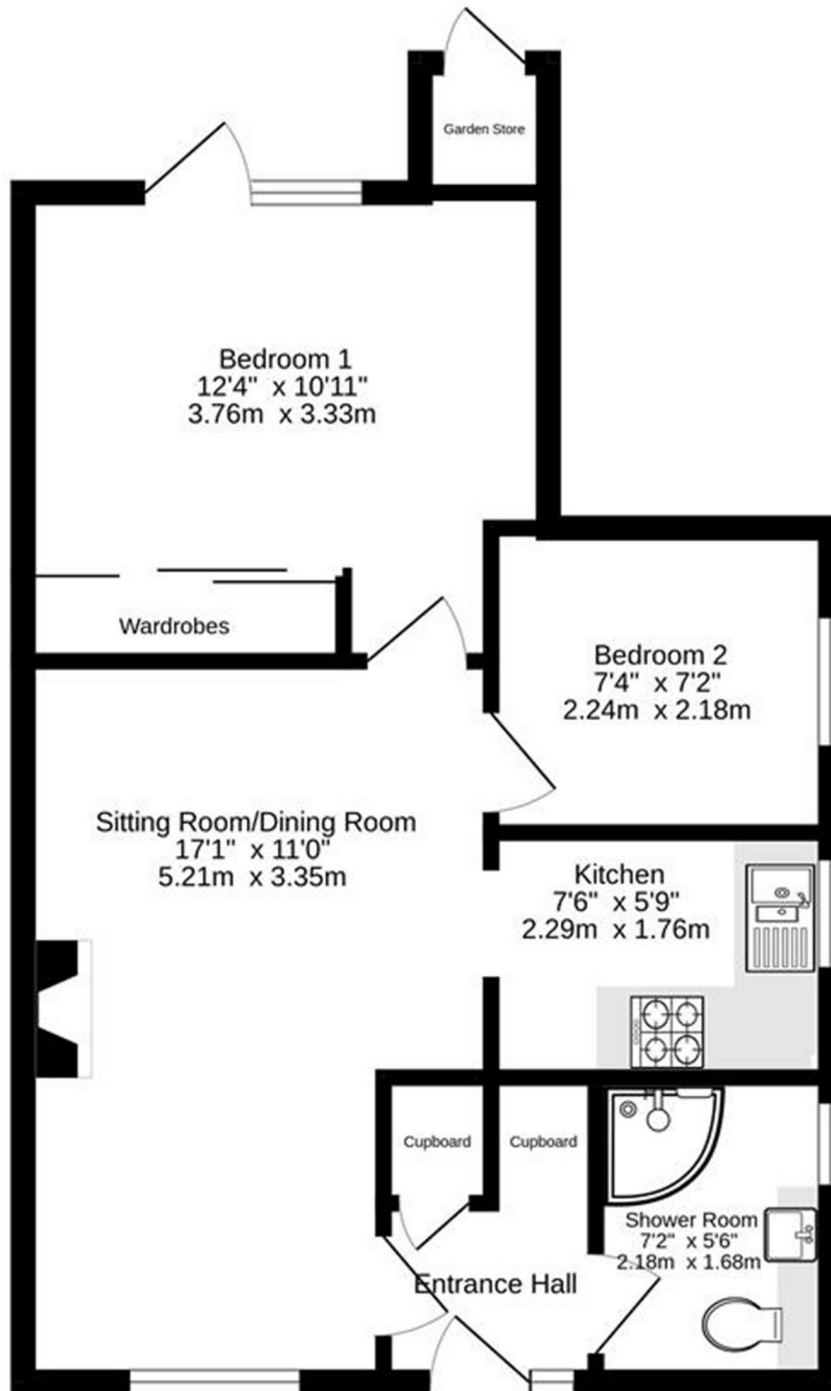 Garden Store
Bedroom 1
12'4" x 10'11"
3.76m x 3.33m
Wardrobes
Bedroom 2
7'4" x 7'2"
2.24m x 2.18m
Sitting Room/Dining Room
17'1" x 11'0"
5.21m x 3.35m
Kitchen
7'6" x 5'9"
2.29m x 1.76m
Cupboard
Cupboard
Shower Room
7'2" x 5'6"
2.18m x 1.68m
Entrance Hall